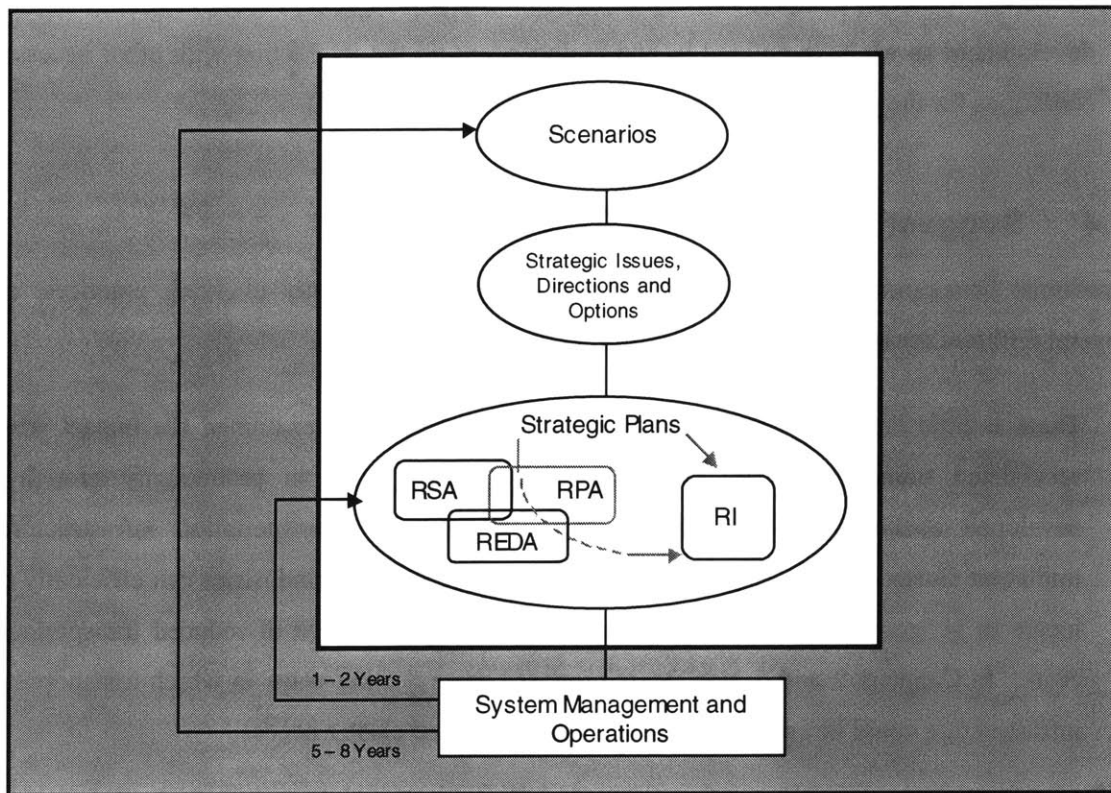 Scenarios
Strategic Issues,
Directions and
Options
Strategic Plans
RSA
RPA
REDA
RI
1 – 2 Years
System Management and
Operations
5 – 8 Years